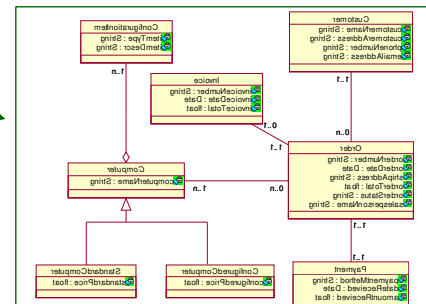 ConfigurationItem
itemType : String
itemDescr : String
1..n
Customer
customerName : String
customerAddress : String
phoneNumber : String
emailAddress : String
1..1
Invoice
invoiceNumber : String
invoiceDate : Date
invoiceTotal : float
0..1
1..1
0..n
Order
orderNumber : String
orderDate : Date
shipAddress : String
orderTotal : float
orderStatus : String
salespersonName : String
Computer
computerName : String
1..n
0..n
1..1
1..1
StandardComputer
standardPrice : float
ConfiguredComputer
configuredPrice : float
Payment
paymentMethod : String
dateReceived : Date
amountReceived : float